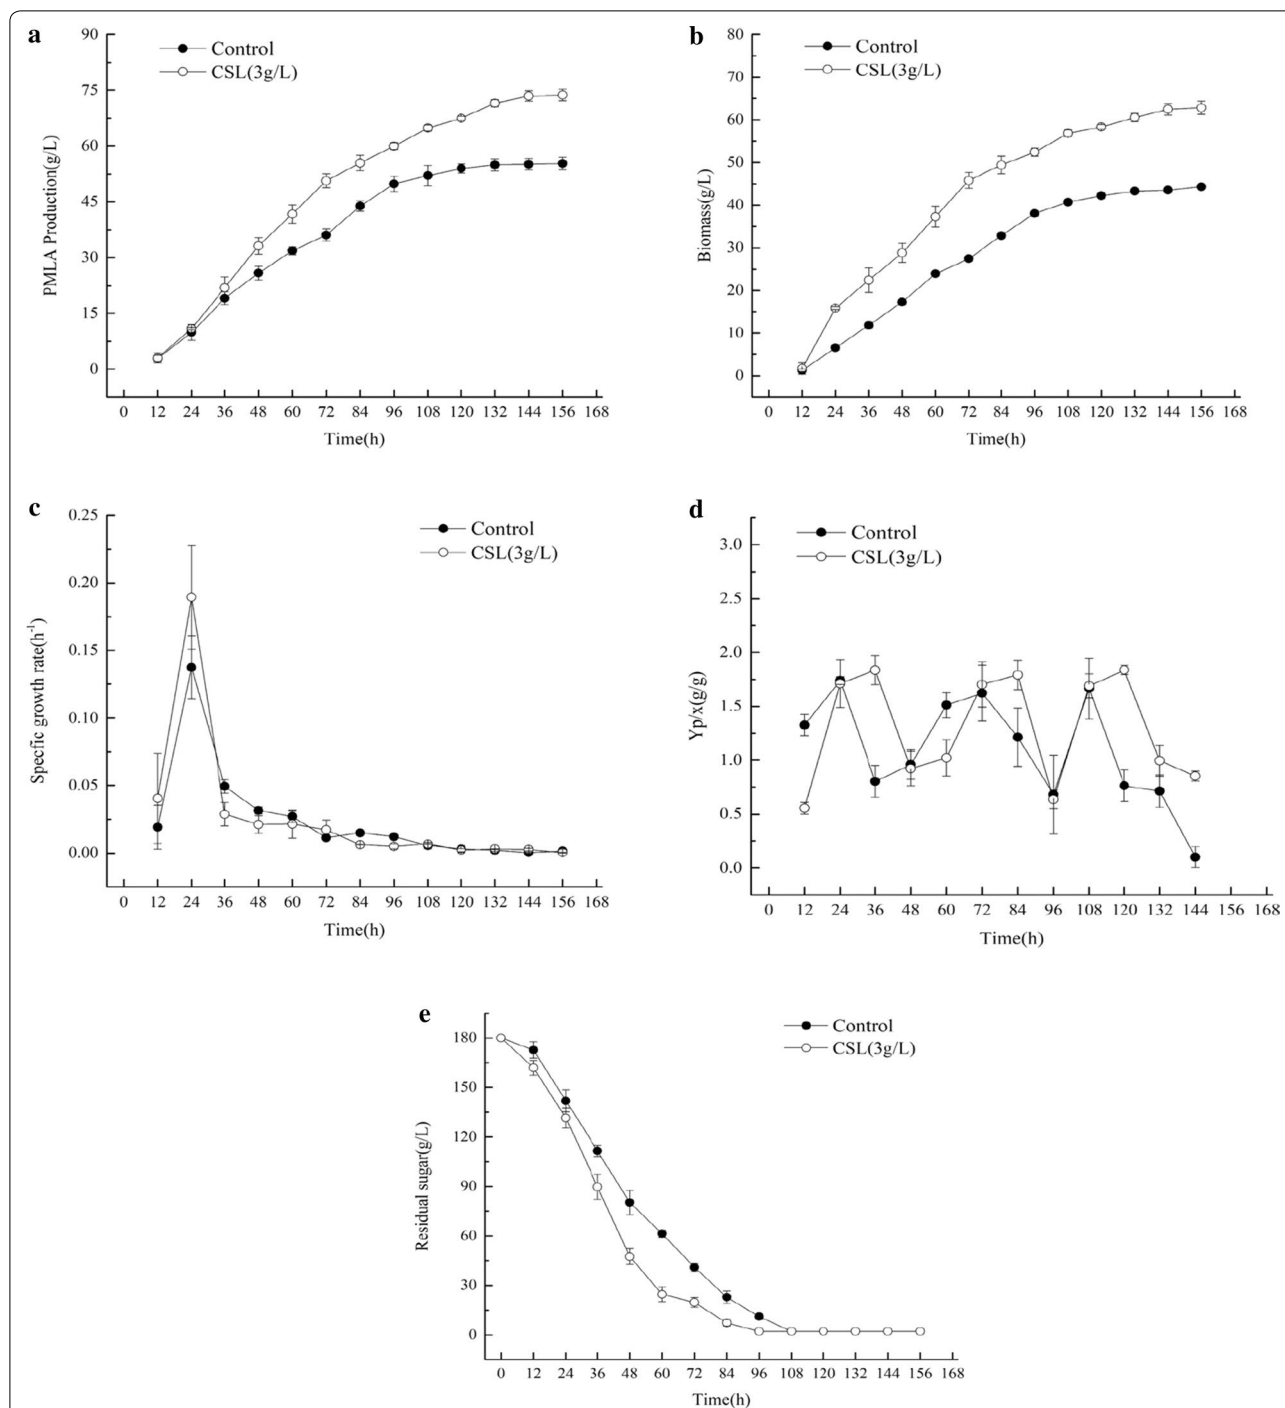 a
Control
CSL(3g/L)
PMLA Production(g/L)
90
75
60
45
30
15
0
0 12 24 36 48 60 72 84 96 108 120 132 144 156 168
Time(h)
b
Control
CSL(3g/L)
Biomass(g/L)
80
70
60
50
40
30
20
10
0
0 12 24 36 48 60 72 84 96 108 120 132 144 156 168
Time(h)
c
Control
CSL(3g/L)
Specfic growth rate(h⁻¹)
0.25
0.20
0.15
0.10
0.05
0.00
0 12 24 36 48 60 72 84 96 108 120 132 144 156 168
Time(h)
d
Control
CSL(3g/L)
Yp/x(g/g)
3.0
2.5
2.0
1.5
1.0
0.5
0.0
0 12 24 36 48 60 72 84 96 108 120 132 144 156 168
Time(h)
e
Control
CSL(3g/L)
Residual sugar(g/L)
180
150
120
90
60
30
0
0 12 24 36 48 60 72 84 96 108 120 132 144 156 168
Time(h)